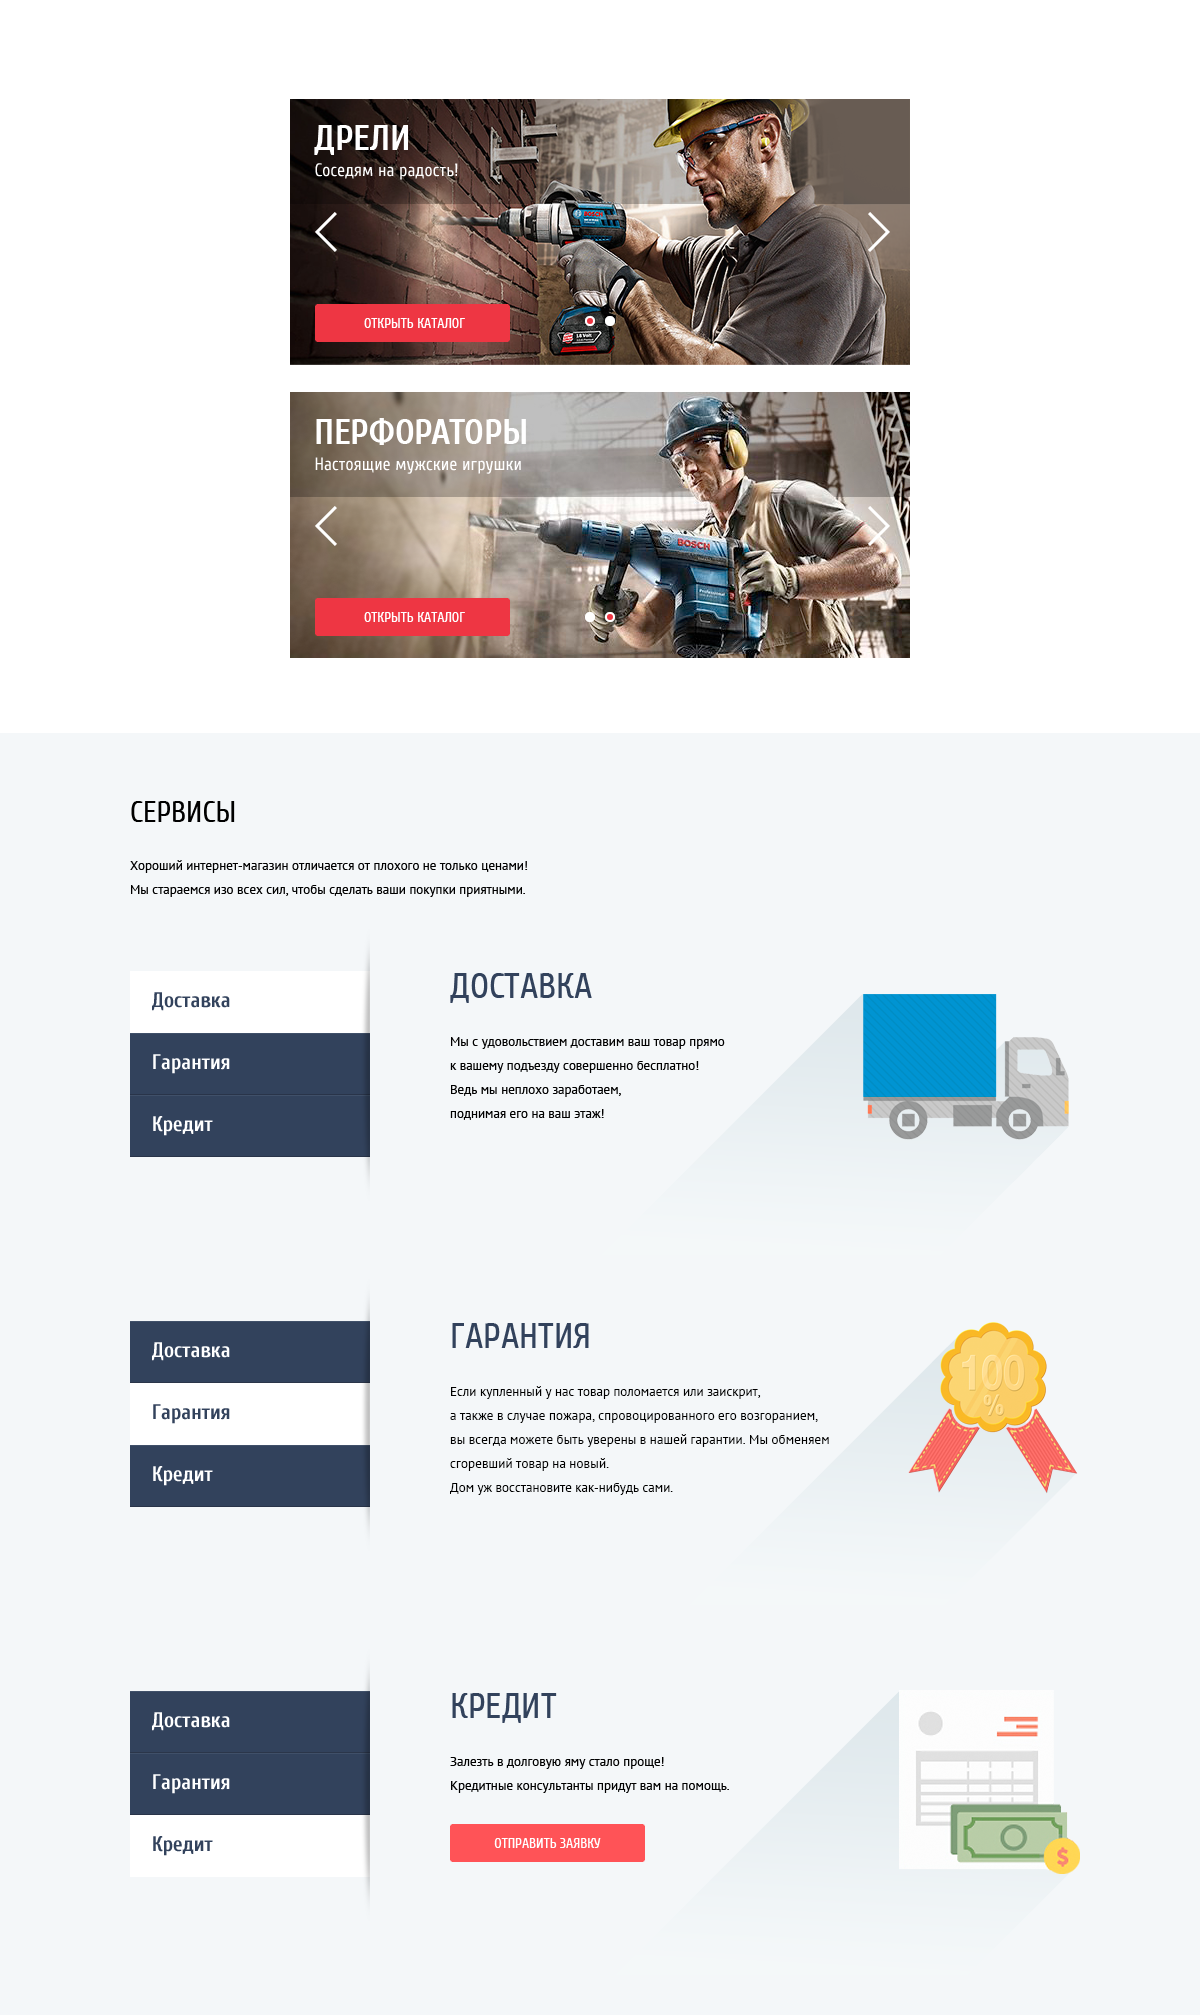 ДРЕЛИ
Соседям на радость!
BOSCH
ОТКРЫТЬ КАТАЛОГ
ПЕРФОРАТОРЫ
Настоящие мужские игрушки
BOSCH
Professional
ОТКРЫТЬ КАТАЛОГ
СЕРВИСЫ
Хороший интернет-магазин отличается от плохого не только ценами!
Мы стараемся изо всех сил, чтобы сделать ваши покупки приятными.
Доставка
Гарантия
Кредит
ДОСТАВКА
Мы с удовольствием доставим ваш товар прямо
к вашему подъезду совершенно бесплатно!
Ведь мы неплохо заработаем,
поднимая его на ваш этаж!
Доставка
Гарантия
Кредит
ГАРАНТИЯ
Если купленный у нас товар поломается или заискрит,
а также в случае пожара, спровоцированного его возгоранием,
вы всегда можете быть уверены в нашей гарантии. Мы обменяем
сгоревший товар на новый.
Дом уж восстановите как-нибудь сами.
100
%
Доставка
Гарантия
Кредит
КРЕДИТ
Залезть в долговую яму стало проще!
Кредитные консультанты придут вам на помощь.
ОТПРАВИТЬ ЗАЯВКУ
$